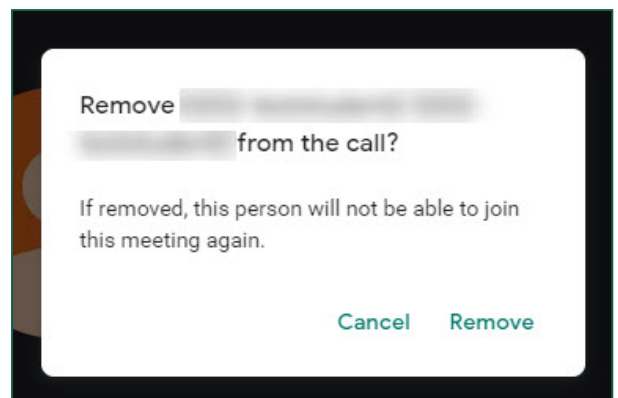 Remove
from the call?
If removed, this person will not be able to join
this meeting again.
Cancel Remove